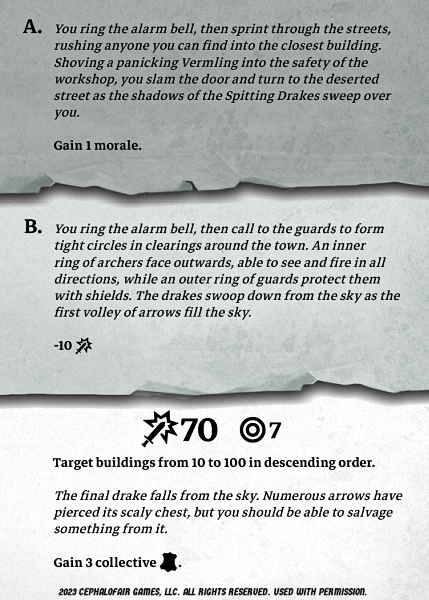 A. You ring the alarm bell, then sprint through the streets,
rushing anyone you can find into the closest building.
Shoving a panicking Vermling into the safety of the
workshop, you slam the door and turn to the deserted
street as the shadows of the Spitting Drakes sweep over
you.
Gain 1 morale.
B. You ring the alarm bell, then call to the guards to form
tight circles in clearings around the town. An inner
ring of archers face outwards, able to see and fire in all
directions, while an outer ring of guards protect them
with shields. The drakes swoop down from the sky as the
first volley of arrows fill the sky.
-10
70 7
Target buildings from 10 to 100 in descending order.
The final drake falls from the sky. Numerous arrows have
pierced its scaly chest, but you should be able to salvage
something from it.
Gain 3 collective .
2023 CEPHALOFAIR GAMES, LLC. ALL RIGHTS RESERVED. USED WITH PERMISSION.